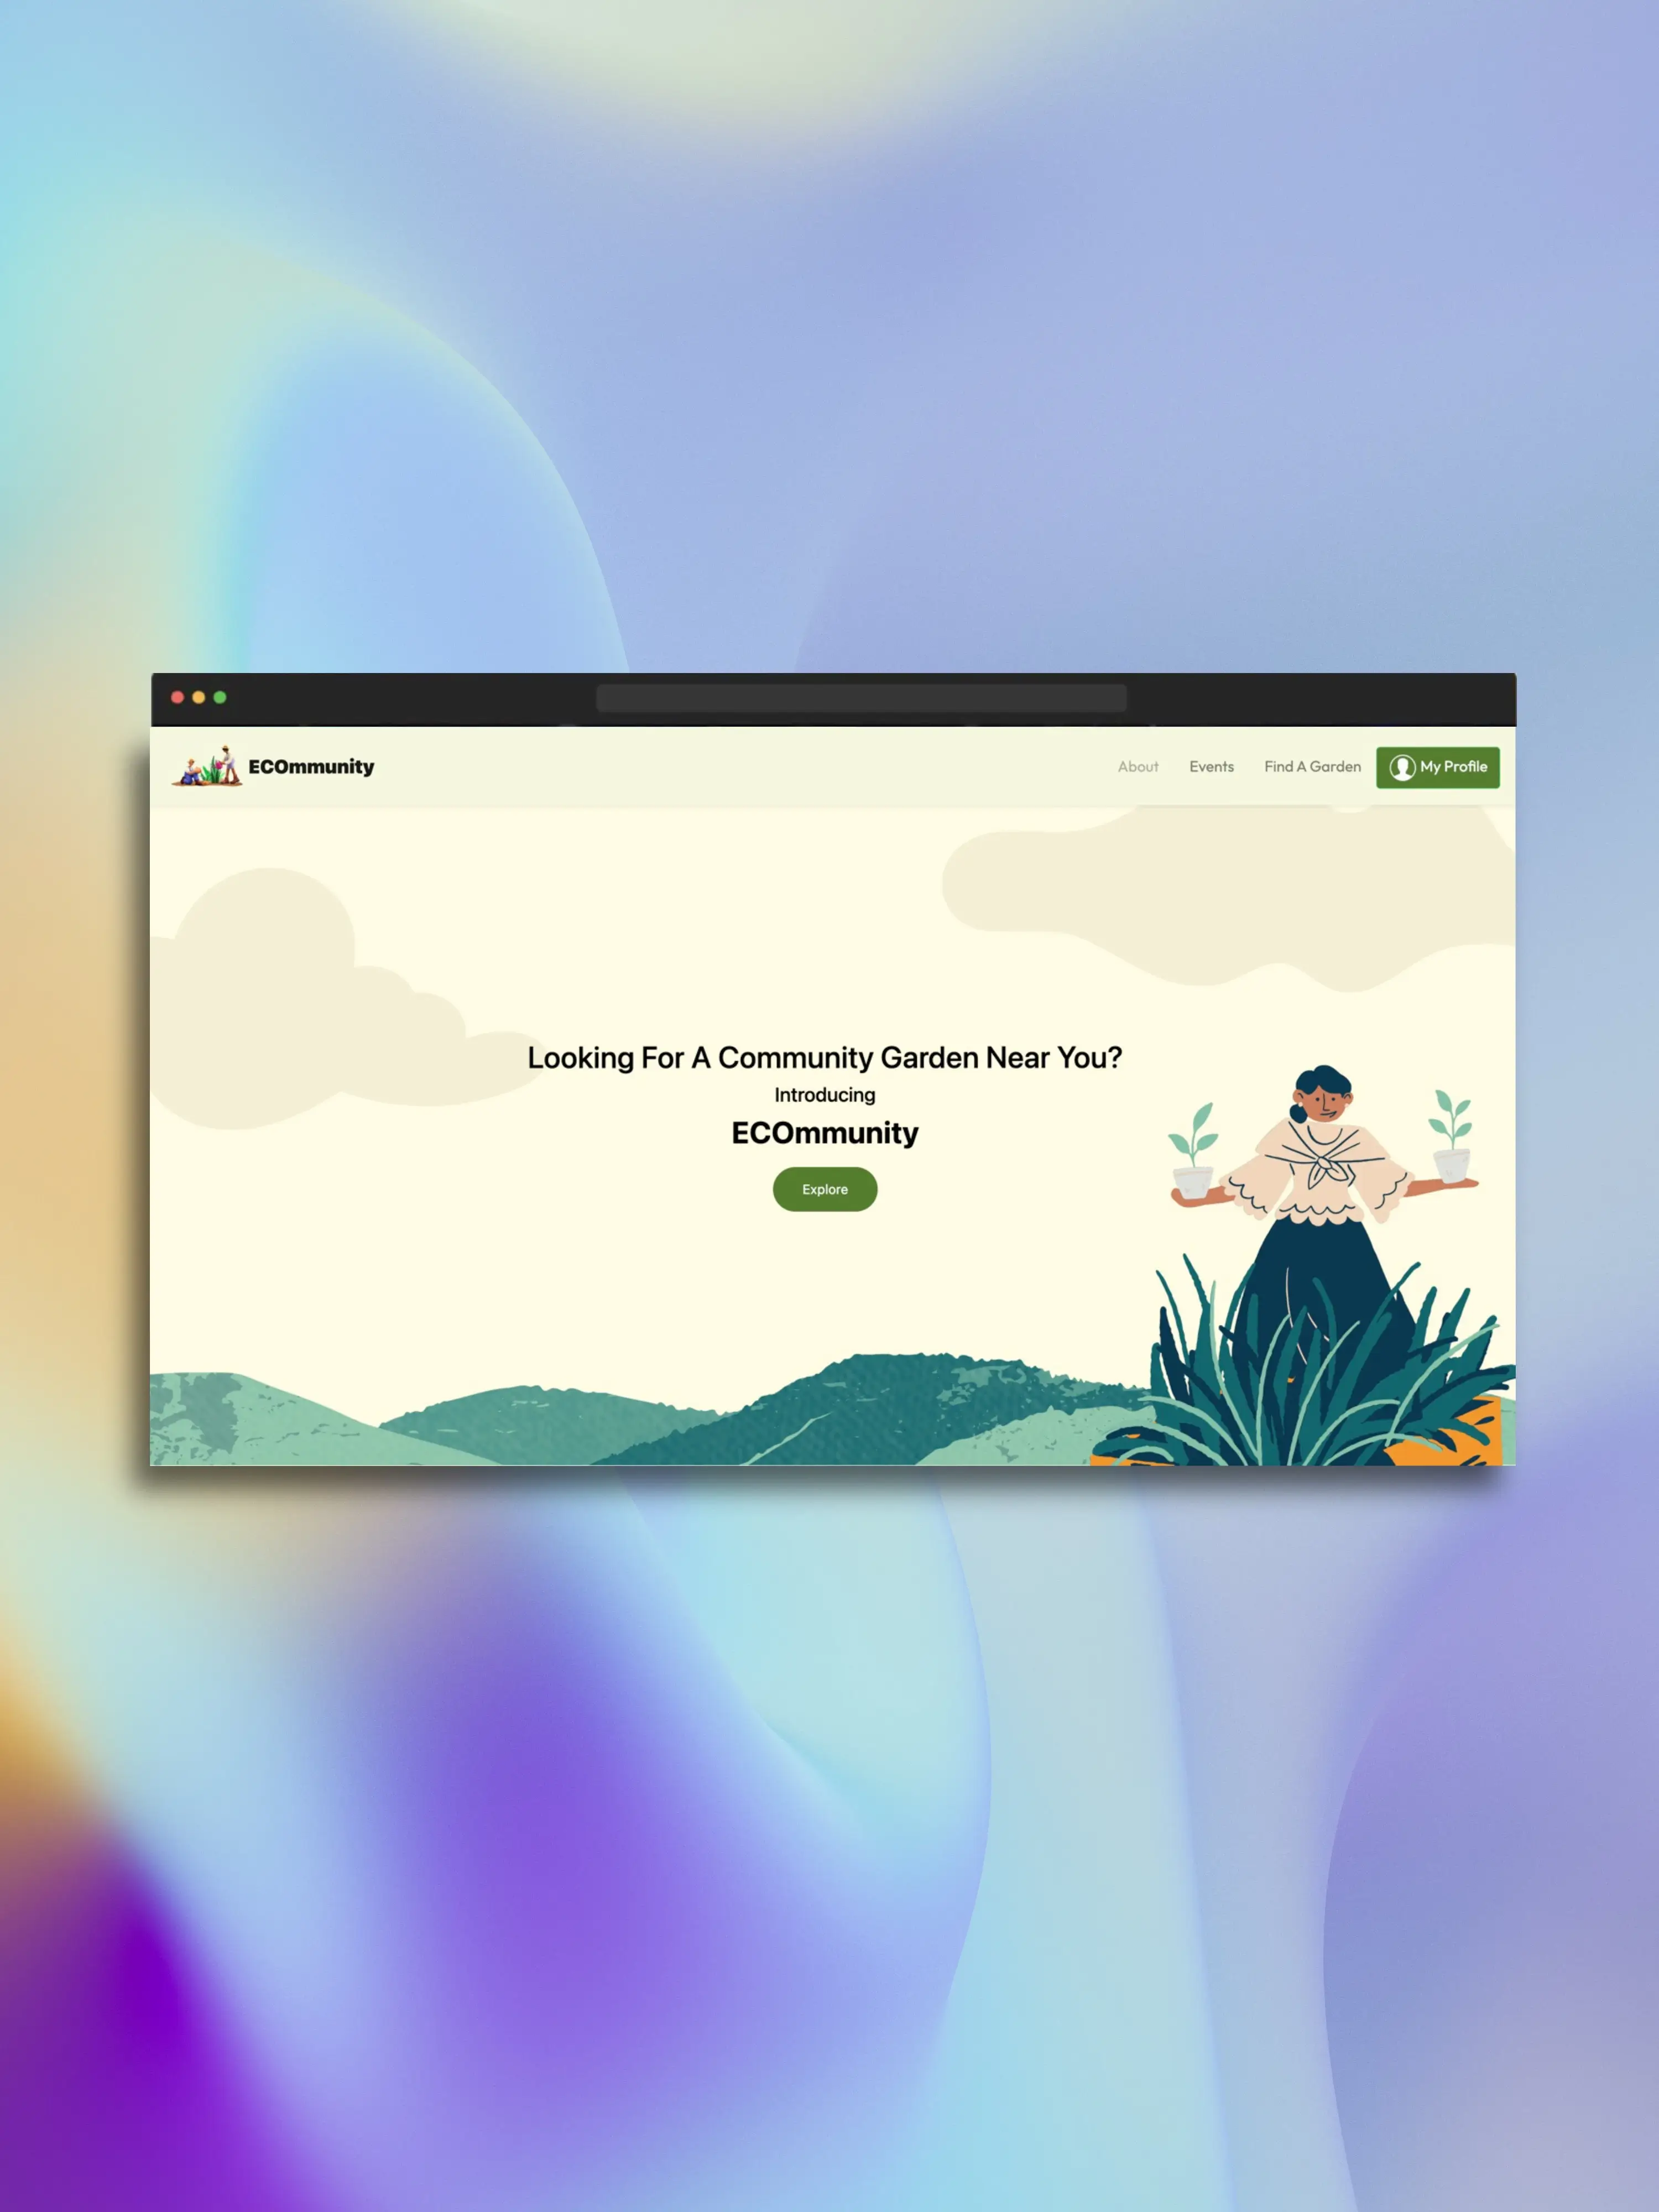 ECOmmunity
About Events Find A Garden My Profile
Looking For A Community Garden Near You?
Introducing
ECOmmunity
Explore